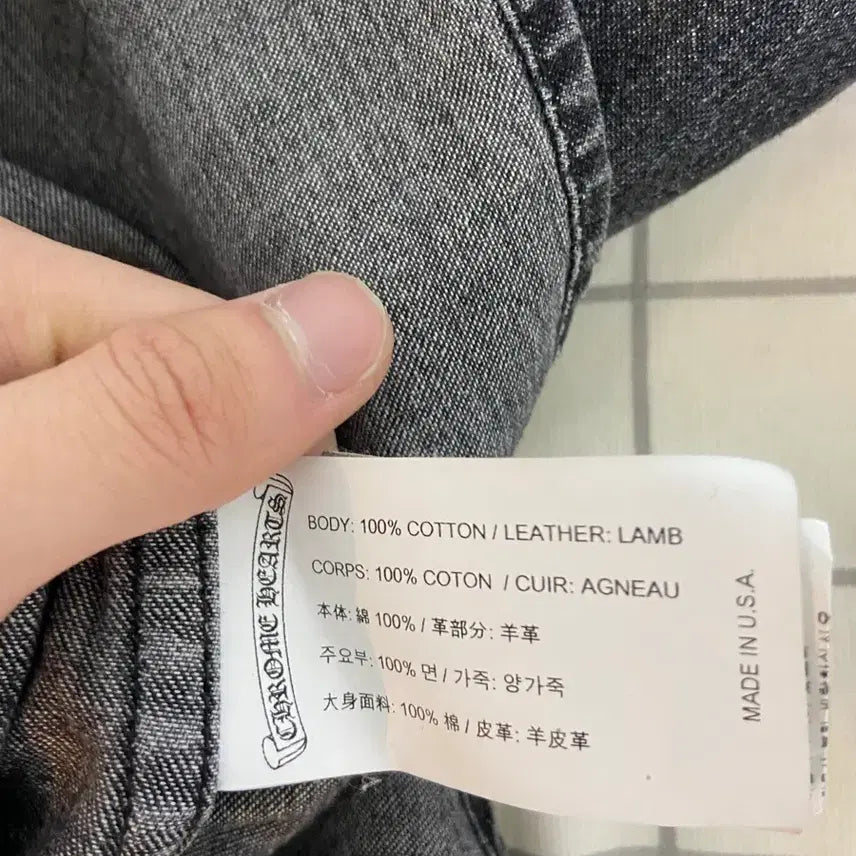 CHROME HEARTS
BODY: 100% COTTON / LEATHER: LAMB
CORPS: 100% COTON / CUIR: AGNEAU
本体: 綿 100% / 革部分: 羊革
주요부: 100% 면 / 가죽: 양가죽
大身面料: 100% 棉 / 皮革: 羊皮革
MADE IN U.S.A.